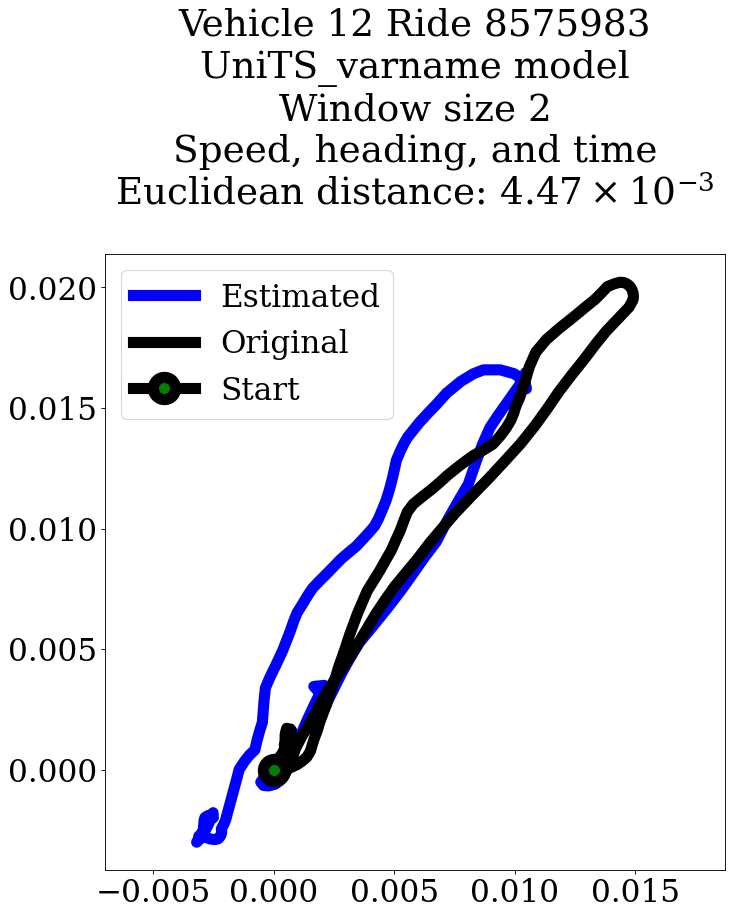 Vehicle 12 Ride 8575983
UniTS_varname model
Window size 2
Speed, heading, and time
Euclidean distance: 4.47 × 10⁻³
Estimated
Original
Start
0.020
0.015
0.010
0.005
0.000
−0.005 0.000 0.005 0.010 0.015